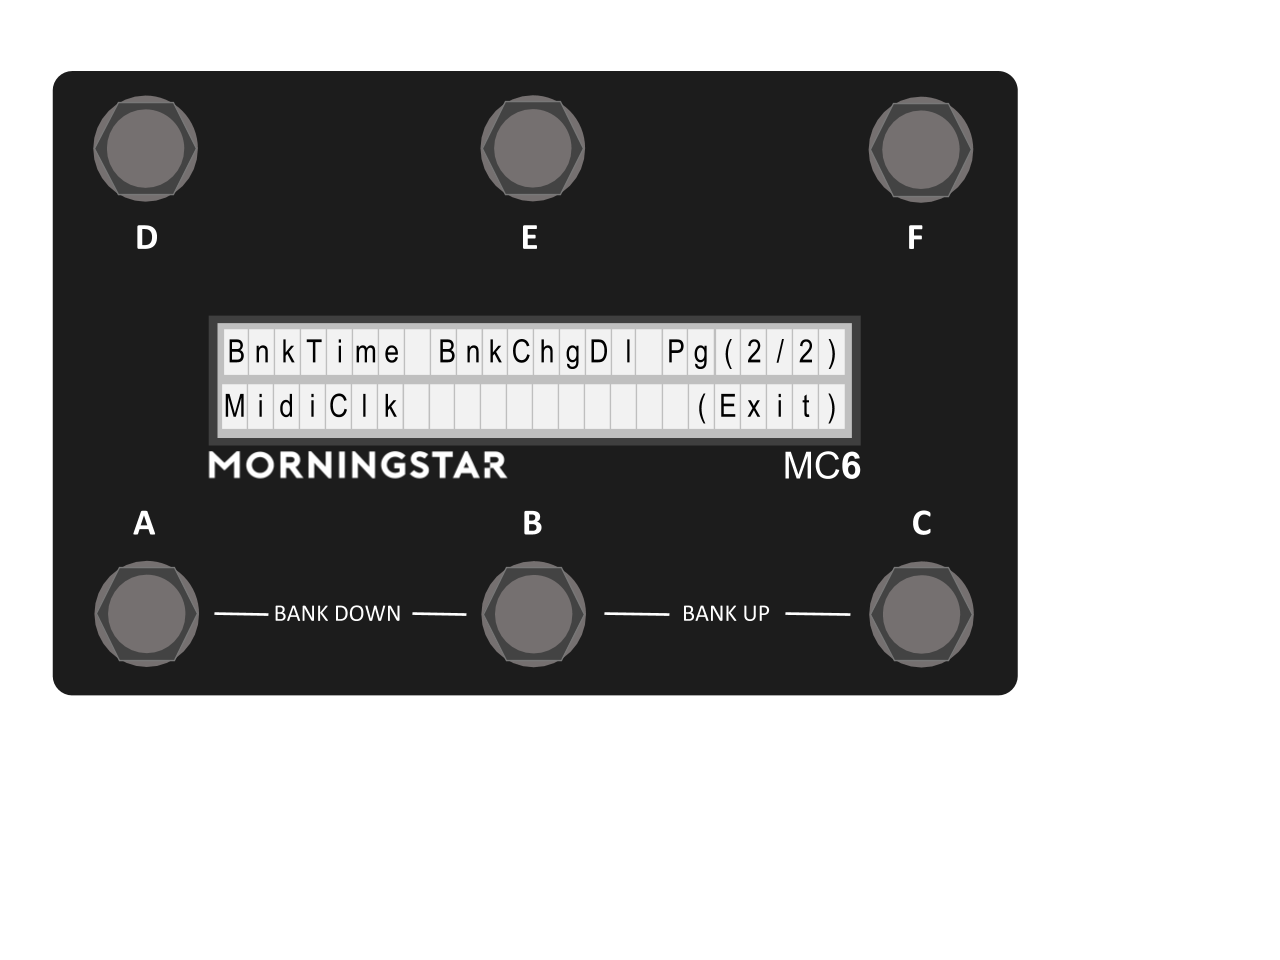 D E F
BnkTime BnkChgDl Pg(2/2)
MidiClk (Exit)
MORNINGSTAR MC6
A B C
BANK DOWN BANK UP